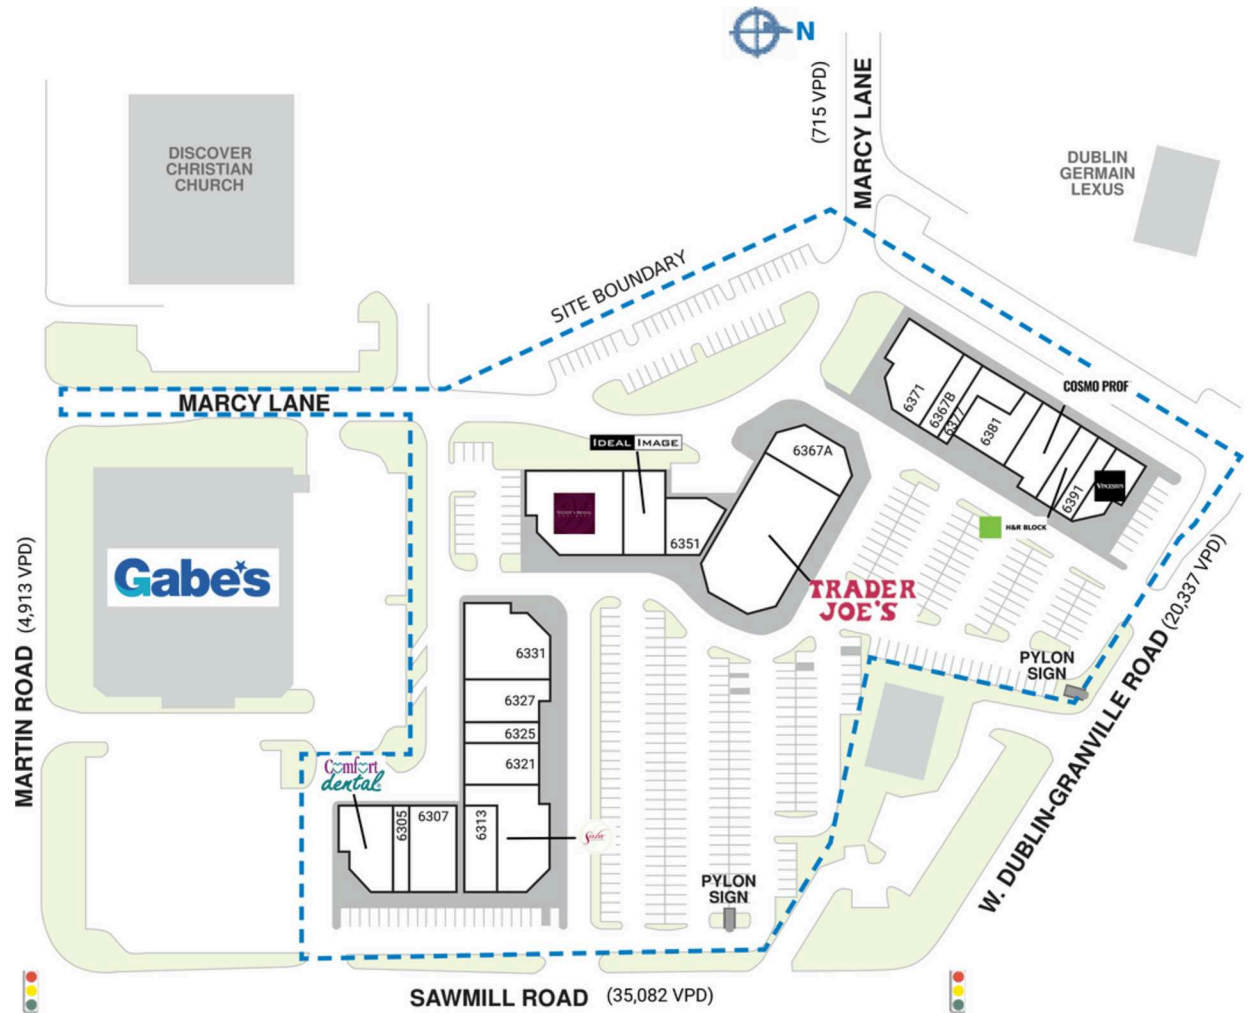 N
(715 VPD)
MARCY LANE
DISCOVER
CHRISTIAN
CHURCH
DUBLIN
GERMAIN
LEXUS
SITE BOUNDARY
MARCY LANE
COSMO PROF
6371
6367B
6377
6381
6391
H&R BLOCK
IDEAL IMAGE
6367A
6351
TRADER
JOE'S
Gabe's
MARTIN ROAD (4,913 VPD)
6331
6327
6325
6321
6313
6307
6305
Comfort
dental
PYLON
SIGN
PYLON
SIGN
W. DUBLIN-GRANVILLE ROAD (20,337 VPD)
SAWMILL ROAD (35,082 VPD)